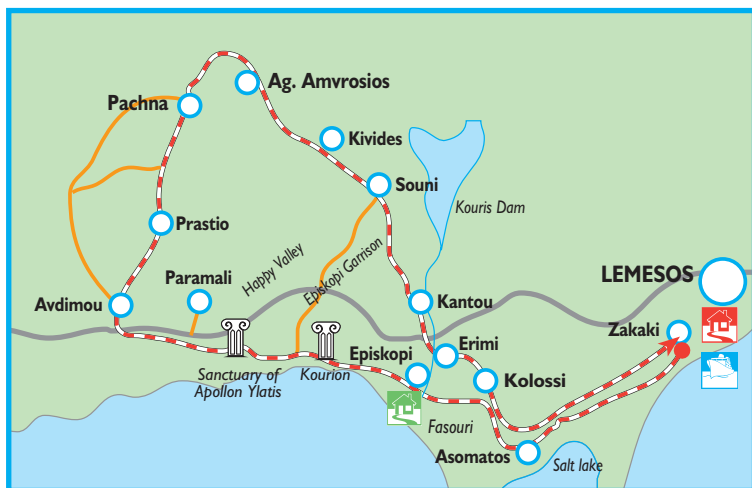 Ag. Amvrosios
Pachna
Kivides
Souni
Kouris Dam
Prastio
Happy Valley
Episkopi Garrison
LEMESOS
Paramali
Avdimou
Kantou
Zakaki
Erimi
Episkopi
Sanctuary of
Apollon Ylatis
Kourion
Kolossi
Fasouri
Asomatos
Salt lake